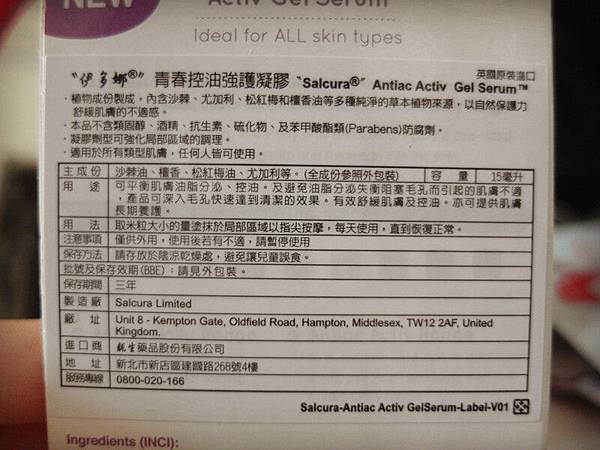 NEW
Activ Gel Serum
Ideal for ALL skin types
英國原裝進口
"伊多娜®" 青春控油強護凝膠 "Salcura®" Antiac Activ Gel Serum™
· 植物成份製成，內含沙棘、尤加利、松紅梅和檀香油等多種純淨的草本植物來源，以自然保護力
舒緩肌膚的不適感。
· 本品不含類固醇、酒精、抗生素、硫化物、及苯甲酸酯類(Parabens)防腐劑。
· 凝膠劑型可強化局部區域的調理。
· 適用於所有類型肌膚，任何人皆可使用。
主成份 沙棘油、檀香、松紅梅油、尤加利等。(全成份參照外包裝) 容 量 15毫升
用 途 可平衡肌膚油脂分泌、控油。及避免油脂分泌失衡阻塞毛孔而引起的肌膚不適
，產品可深入毛孔快速達到清潔的效果。有效舒緩肌膚及控油。亦可提供肌膚
長期養護。
用 法 取米粒大小的量塗抹於局部區域以指尖按摩，每天使用，直到恢復正常。
注意事項 僅供外用，使用後若有不適，請暫停使用
保存方法 請存放於陰涼乾燥處，避免讓兒童誤食。
批號及保存效期 (BBE)：請見外包裝。
保存期間 三年
製造廠 Salcura Limited
廠 址 Unit 8 - Kempton Gate, Oldfield Road, Hampton, Middlesex, TW12 2AF, United
Kingdom.
進口商 生藥品股份有限公司
地 址 新北市新店區建國路268號4樓
服務專線 0800-020-166
Salcura-Antiac Activ GelSerum-Label-V01
Ingredients (INCI):